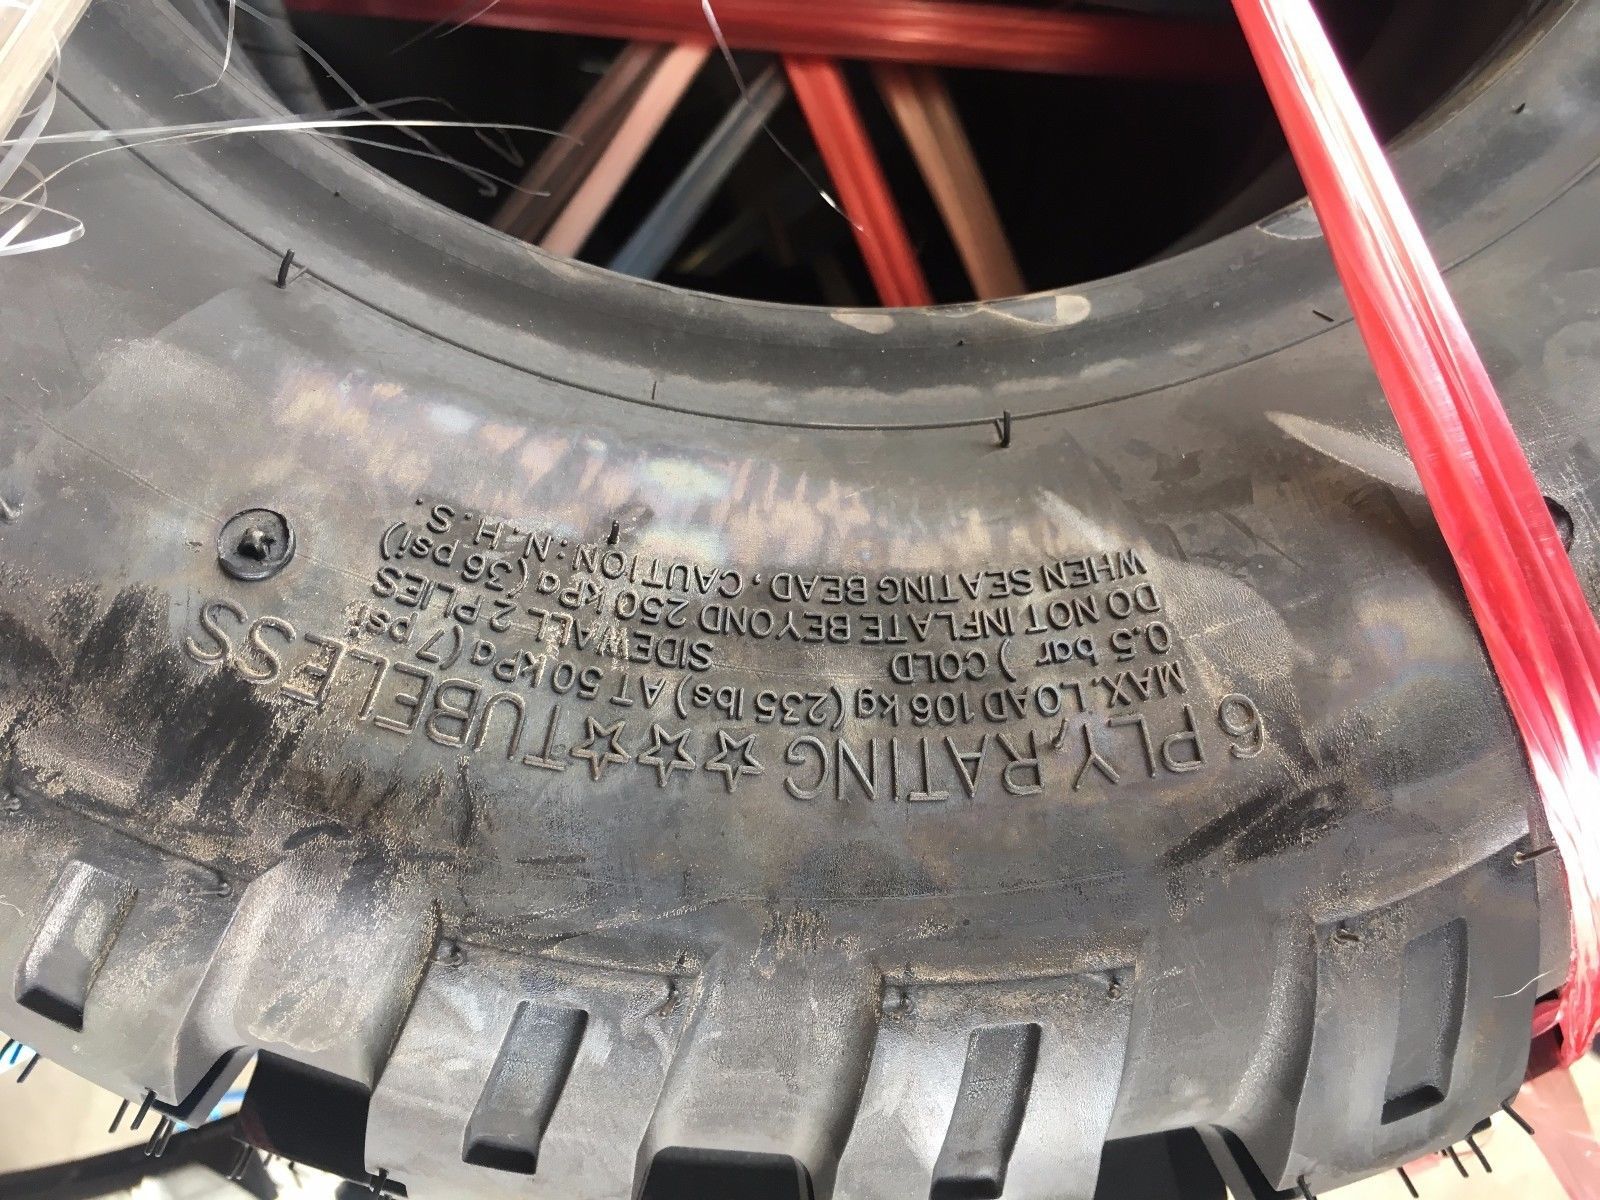 6 PLY RATING ☆☆☆ TUBELESS
MAX. LOAD 106 kg (235 lbs) AT 50 kPa (7 psi
0.5 bar ) COLD SIDEWALL 2 PLIES
DO NOT INFLATE BEYOND 250 kPa (36 psi)
WHEN SEATING BEAD. CAUTION: N.H.S.